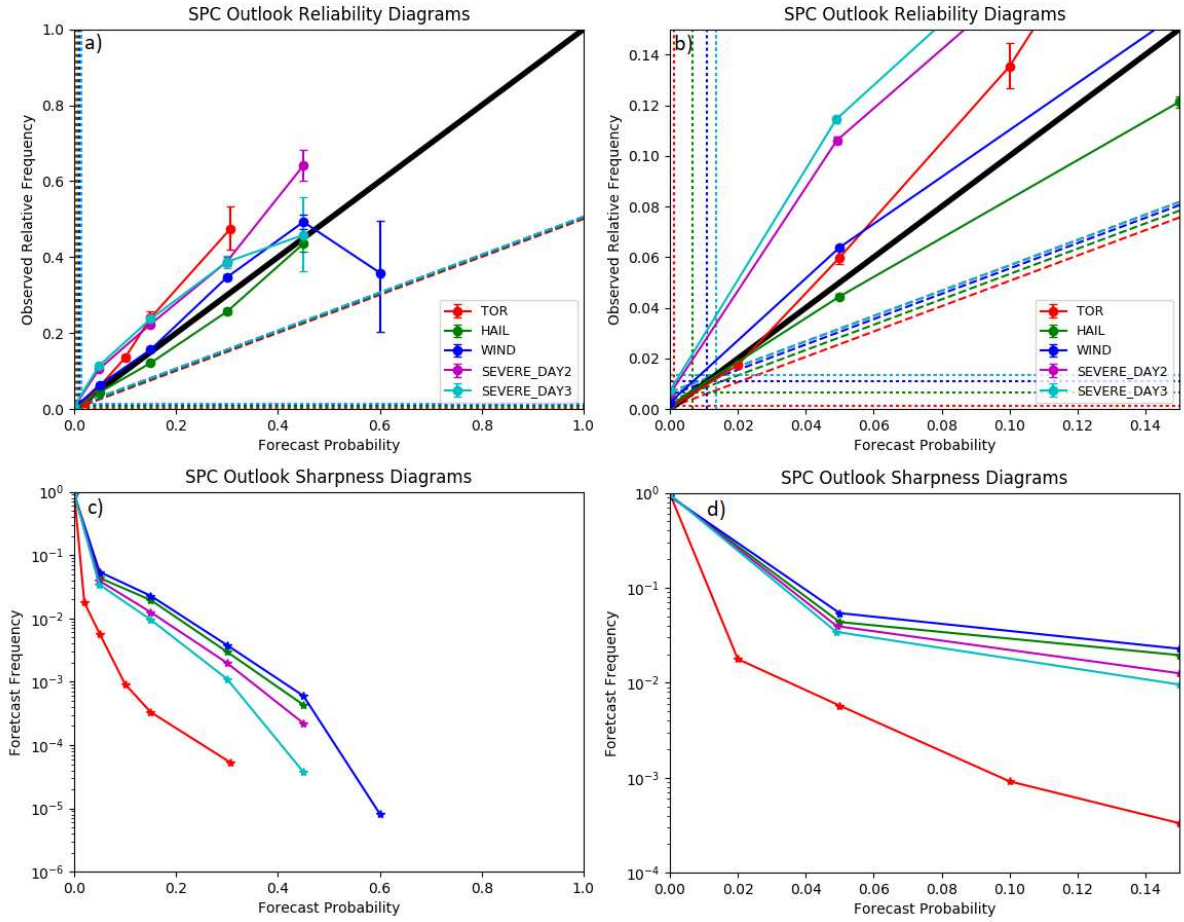 SPC Outlook Reliability Diagrams
a)
1.0
0.8
0.6
0.4
0.2
0.0
Observed Relative Frequency
TOR
HAIL
WIND
SEVERE_DAY2
SEVERE_DAY3
0.0 0.2 0.4 0.6 0.8 1.0
Forecast Probability
SPC Outlook Reliability Diagrams
b)
0.14
0.12
0.10
0.08
0.06
0.04
0.02
0.00
Observed Relative Frequency
TOR
HAIL
WIND
SEVERE_DAY2
SEVERE_DAY3
0.00 0.02 0.04 0.06 0.08 0.10 0.12 0.14
Forecast Probability
SPC Outlook Sharpness Diagrams
c)
10^0
10^-1
10^-2
10^-3
10^-4
10^-5
10^-6
Foretcast Frequency
0.0 0.2 0.4 0.6 0.8 1.0
Forecast Probability
SPC Outlook Sharpness Diagrams
d)
10^0
10^-1
10^-2
10^-3
10^-4
Foretcast Frequency
0.00 0.02 0.04 0.06 0.08 0.10 0.12 0.14
Forecast Probability